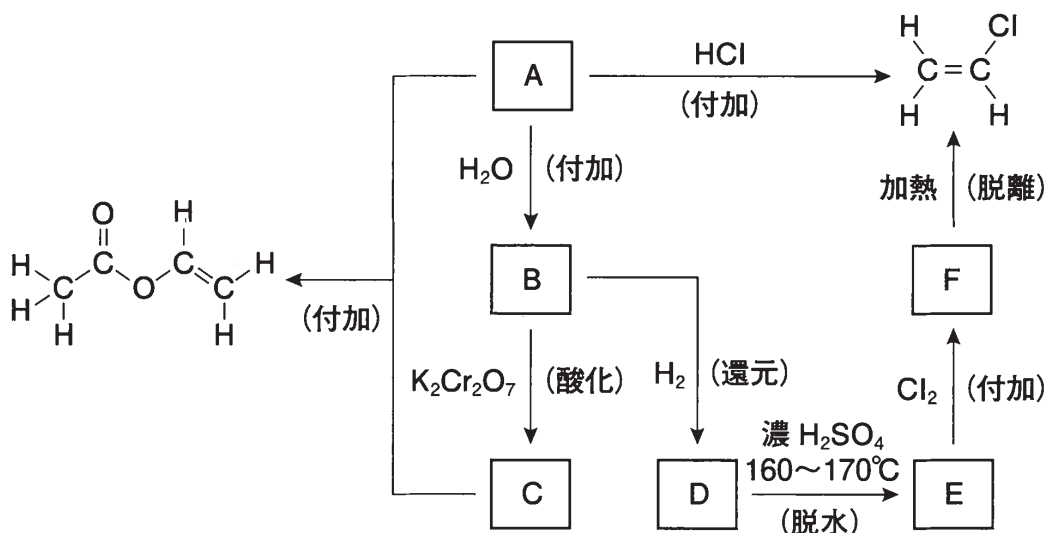 A
HCl
(付加)
H Cl
C=C
H H
H₂O (付加)
加熱 (脱離)
O H
H C C H
C O C
H H H
(付加)
B
F
K₂Cr₂O₇ (酸化)
H₂ (還元)
Cl₂ (付加)
濃 H₂SO₄
160〜170℃
(脱水)
C
D
E